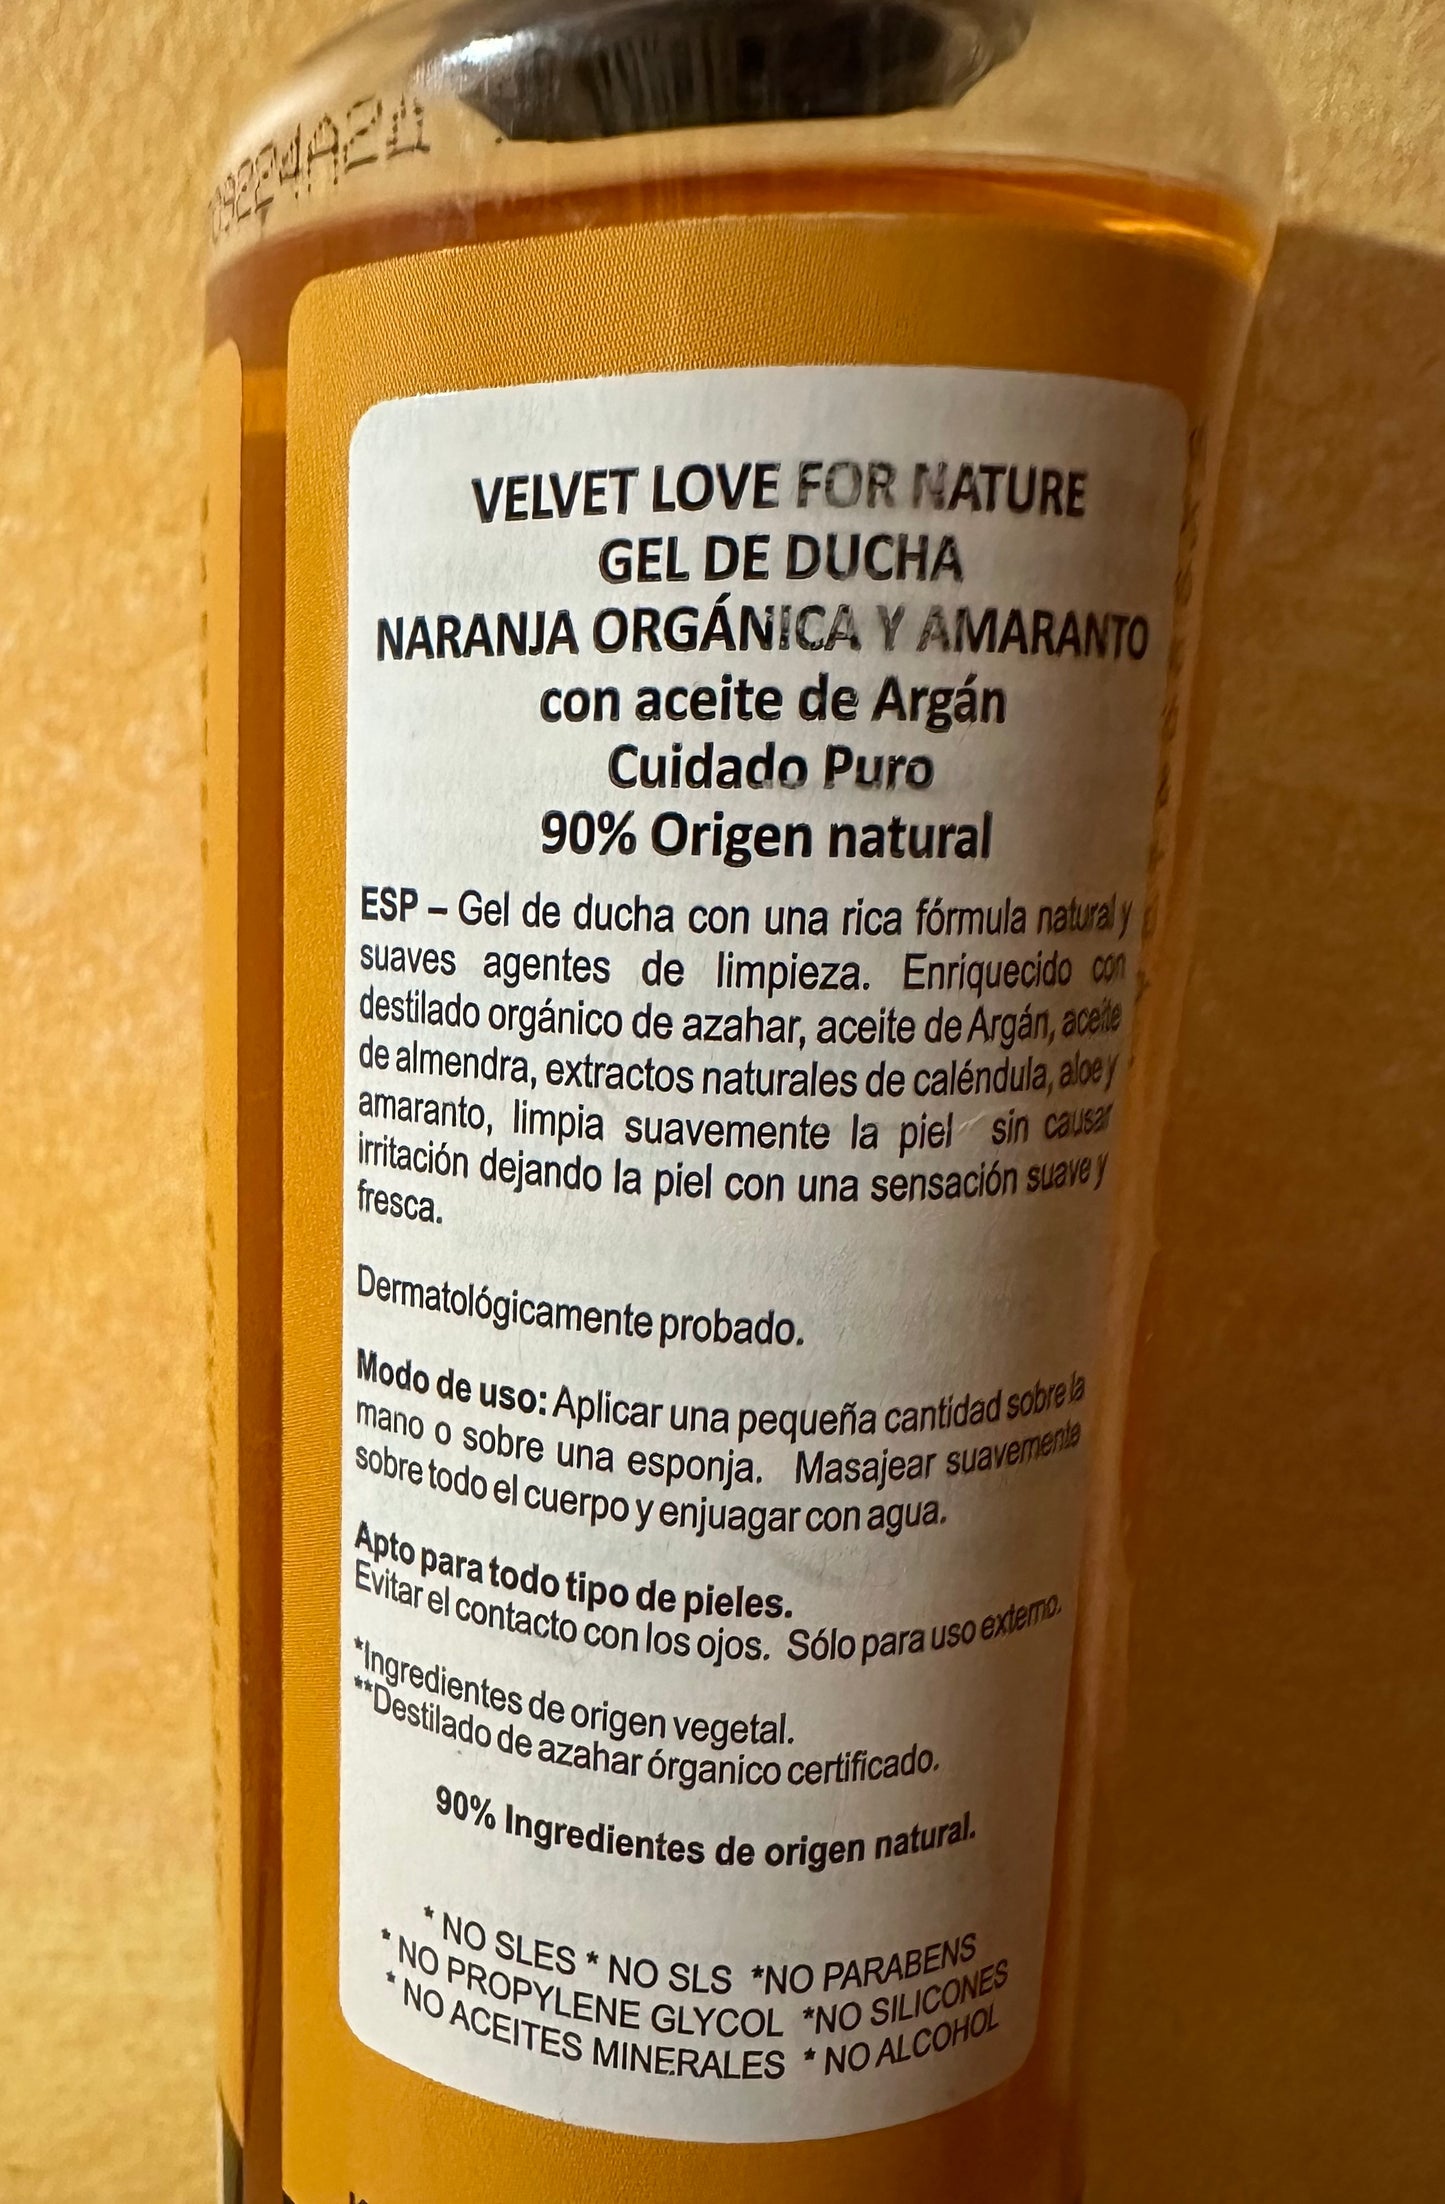 VELVET LOVE FOR NATURE
GEL DE DUCHA
NARANJA ORGÁNICA Y AMARANTO
con aceite de Argán
Cuidado Puro
90% Origen natural
ESP – Gel de ducha con una rica fórmula natural y
suaves agentes de limpieza. Enriquecido con
destilado orgánico de azahar, aceite de Argán, aceite
de almendra, extractos naturales de caléndula, aloe y
amaranto, limpia suavemente la piel sin causar
irritación dejando la piel con una sensación suave y
fresca.
Dermatológicamente probado.
Modo de uso: Aplicar una pequeña cantidad sobre la
mano o sobre una esponja. Masajear suavemente
sobre todo el cuerpo y enjuagar con agua.
Apto para todo tipo de pieles.
Evitar el contacto con los ojos. Sólo para uso externo.
*Ingredientes de origen vegetal.
**Destilado de azahar órganico certificado.
90% Ingredientes de origen natural.
* NO SLES * NO SLS *NO PARABENS
* NO PROPYLENE GLYCOL *NO SILICONES
* NO ACEITES MINERALES * NO ALCOHOL